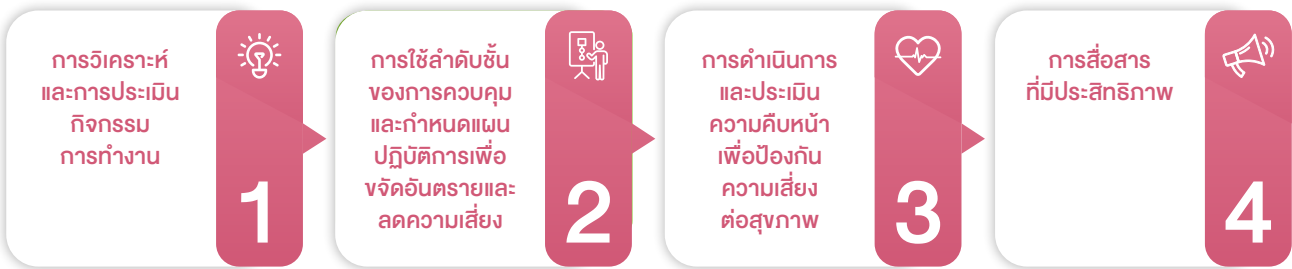 การวิเคราะห์
และการประเมิน
กิจกรรม
การทำงาน
1
การใช้ลำดับชั้น
ของการควบคุม
และกำหนดแผน
ปฏิบัติการเพื่อ
ขจัดอันตรายและ
ลดความเสี่ยง
2
การดำเนินการ
และประเมิน
ความคืบหน้า
เพื่อป้องกัน
ความเสี่ยง
ต่อสุขภาพ
3
การสื่อสาร
ที่มีประสิทธิภาพ
4